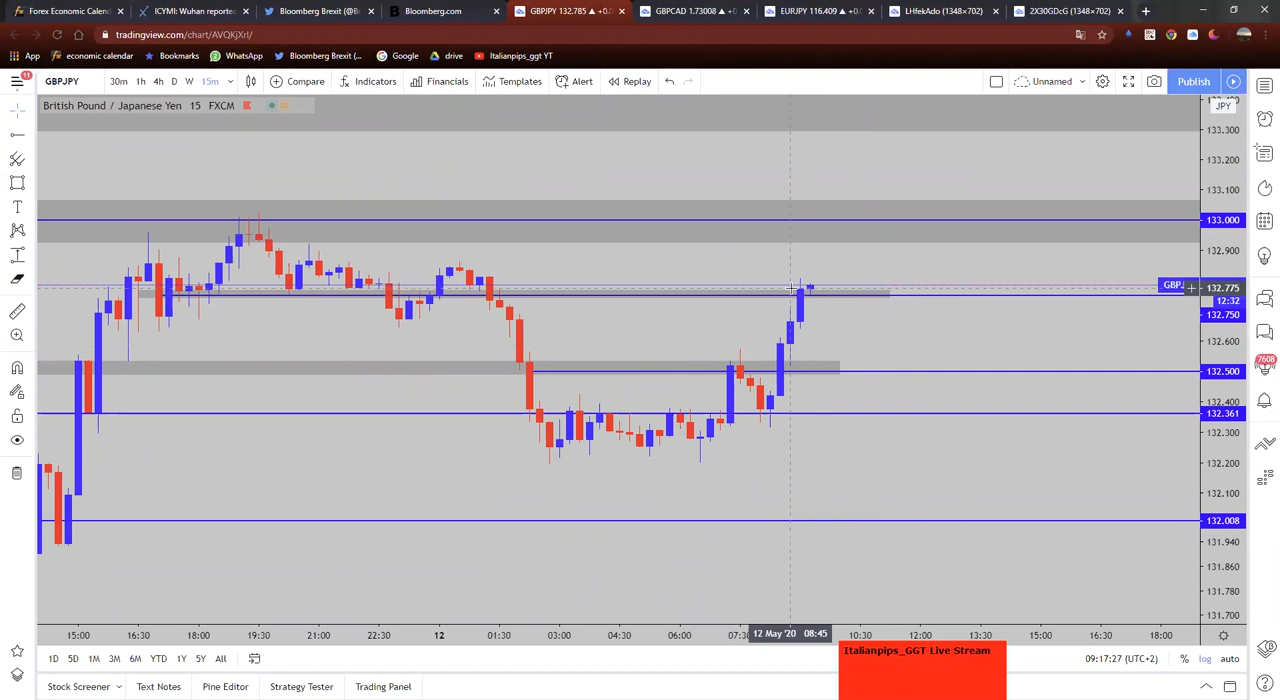 Forex Economic Calend
ICYMI: Wuhan reporte
Bloomberg Brexit (@Br
Bloomberg.com
GBPJPY 132.785 ▲ +0.
GBPCAD 1.73008 ▲ +0.
EURJPY 116.409 ▲ +0.
LHfekAdo (1348×702)
2X30GDcG (1348×702)
tradingview.com/chart/AVQKjXrI/
App
economic calendar
Bookmarks
WhatsApp
Bloomberg Brexit (...
Google
drive
Italianpips_ggt YT
11
GBPJPY
30m 1h 4h D W 15m
Compare
Indicators
Financials
Templates
Alert
Replay
Unnamed
Publish
British Pound / Japanese Yen 15 FXCM
JPY
133.300
133.200
133.100
133.000
132.900
GBPJ
132.775
12:32
132.750
132.600
132.500
132.400
132.361
132.300
132.200
132.100
132.008
131.940
131.860
131.780
131.700
7608
15:00 16:30 18:00 19:30 21:00 22:30 12 01:30 03:00 04:30 06:00 07:30 12 May '20 08:45 10:30 12:00 13:30 15:00 16:30 18:00
1D 5D 1M 3M 6M YTD 1Y 5Y All
09:17:27 (UTC+2) % log auto
Italianpips_GGT Live Stream
Stock Screener
Text Notes
Pine Editor
Strategy Tester
Trading Panel